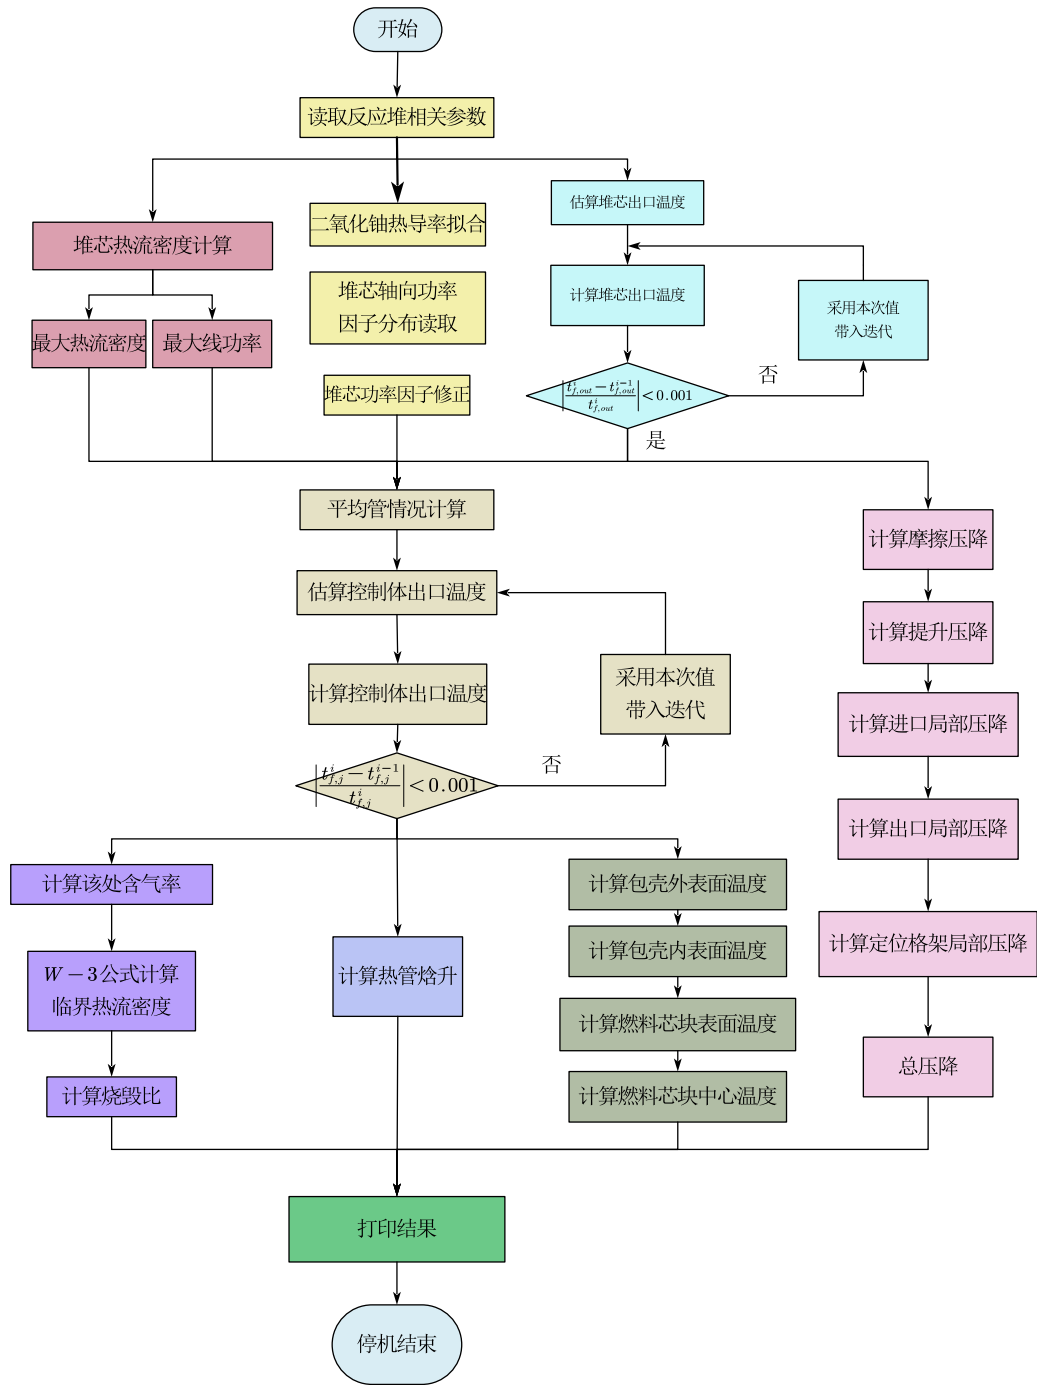 开始
读取反应堆相关参数
二氧化铀热导率拟合
估算堆芯出口温度
堆芯热流密度计算
堆芯轴向功率
因子分布读取
计算堆芯出口温度
采用本次值
带入迭代
最大热流密度
最大线功率
堆芯功率因子修正
|(t^i_{f,out} − t^{i−1}_{f,out}) / t^i_{f,out}| < 0.001
否
是
平均管情况计算
估算控制体出口温度
计算控制体出口温度
采用本次值
带入迭代
|(t^i_{f,j} − t^{i−1}_{f,j}) / t^i_{f,j}| < 0.001
否
计算摩擦压降
计算提升压降
计算进口局部压降
计算出口局部压降
计算定位格架局部压降
总压降
计算该处含气率
W − 3公式计算
临界热流密度
计算烧毁比
计算热管焓升
计算包壳外表面温度
计算包壳内表面温度
计算燃料芯块表面温度
计算燃料芯块中心温度
打印结果
停机结束